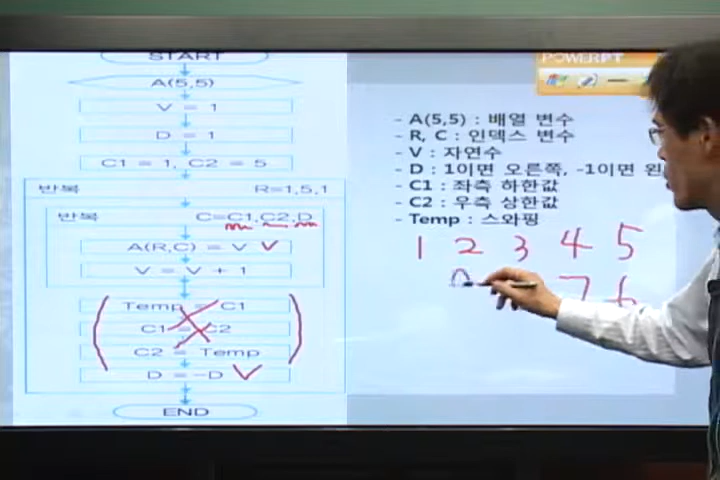 START
A(5,5)
V = 1
D = 1
C1 = 1, C2 = 5
반복 R=1,5,1
반복 C=C1,C2,D
A(R,C) = V
V = V + 1
Temp = C1
C1 = C2
C2 = Temp
D = -D
END
POWERPT
- A(5,5) : 배열 변수
- R, C : 인덱스 변수
- V : 자연수
- D : 1이면 오른쪽, -1이면 왼
- C1 : 좌측 하한값
- C2 : 우측 상한값
- Temp : 스와핑
1 2 3 4 5
7 6